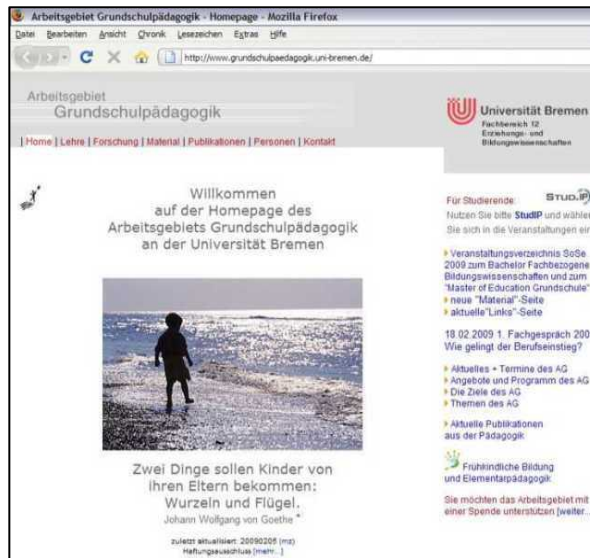 Arbeitsgebiet Grundschulpädagogik - Homepage - Mozilla Firefox
Datei Bearbeiten Ansicht Chronik Lesezeichen Extras Hilfe
http://www.grundschulpaedagogik.uni-bremen.de/
Arbeitsgebiet
Grundschulpädagogik
| Home | Lehre | Forschung | Material | Publikationen | Personen | Kontakt
Universität Bremen
Fachbereich 12
Erziehungs- und
Bildungswissenschaften
Willkommen
auf der Homepage des
Arbeitsgebiets Grundschulpädagogik
an der Universität Bremen
Zwei Dinge sollen Kinder von
ihren Eltern bekommen:
Wurzeln und Flügel.
Johann Wolfgang von Goethe *
zuletzt aktualisiert: 20090205 (mz)
Haftungsausschluss [mehr...]
Für Studierende: STUD.IP
Nutzen Sie bitte StudIP und wählen
Sie sich in die Veranstaltungen ein
Veranstaltungsverzeichnis SoSe
2009 zum Bachelor Fachbezogene
Bildungswissenschaften und zum
"Master of Education Grundschule"
neue "Material"-Seite
aktuelle "Links"-Seite
18.02.2009 1. Fachgespräch 200
Wie gelingt der Berufseinstieg?
Aktuelles + Termine des AG
Angebote und Programm des AG
Die Ziele des AG
Themen des AG
Aktuelle Publikationen
aus der Pädagogik
Frühkindliche Bildung
und Elementarpädagogik
Sie möchten das Arbeitsgebiet mit
einer Spende unterstützen [weiter...